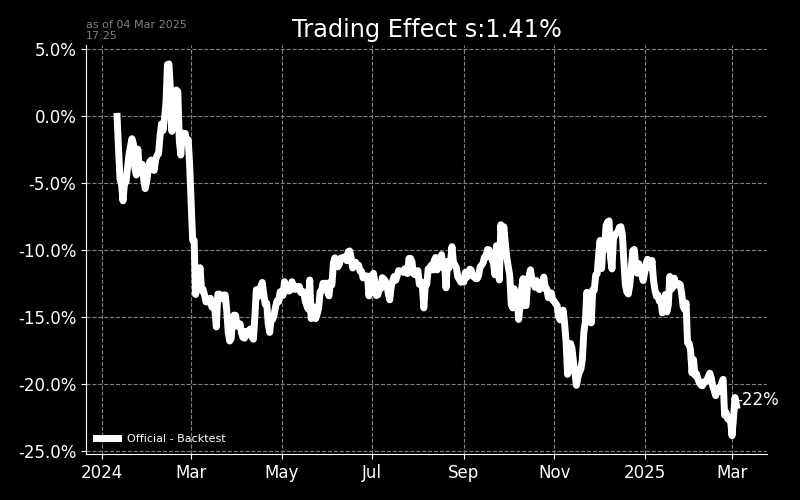 as of 04 Mar 2025
17:25
Trading Effect s:1.41%
5.0%
0.0%
-5.0%
-10.0%
-15.0%
-20.0%
-25.0%
-22%
Official - Backtest
2024 Mar May Jul Sep Nov 2025 Mar